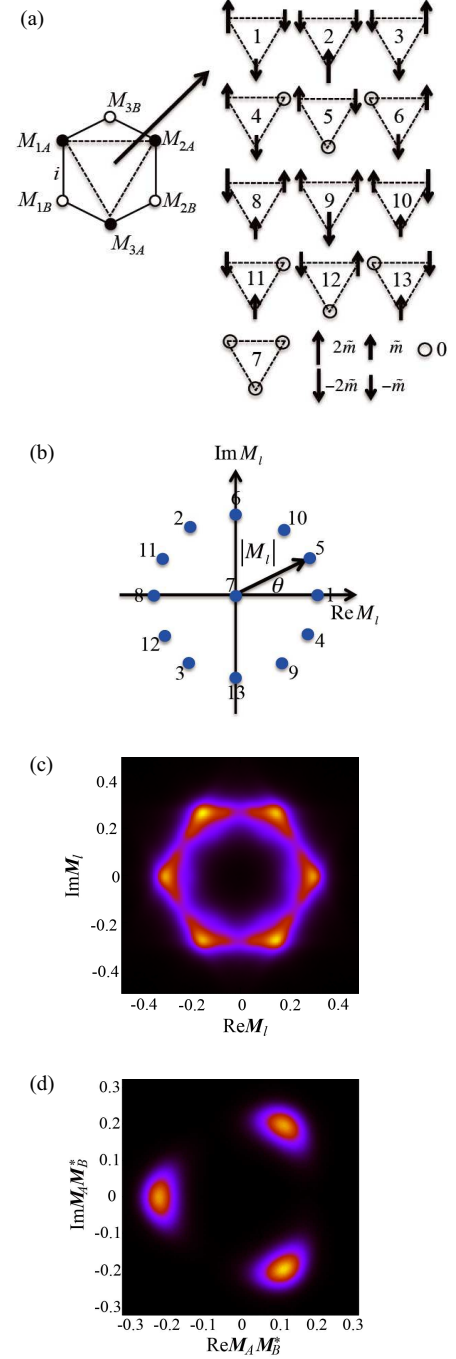 (a)
1 2 3
M3B
4 5 6
M1A M2A
i
M1B M2B
8 9 10
M3A
11 12 13
7 2m̃ m̃ 0
−2m̃ −m̃
(b)
Im Ml
6
2 10
11 |Ml| 5
8 7 θ 1
Re Ml
12 4
3 9
13
(c)
0.4
0.2
ImMl 0
-0.2
-0.4
-0.4 -0.2 0 0.2 0.4
ReMl
(d)
0.3
0.2
0.1
ImMAM*B 0
-0.1
-0.2
-0.3
-0.3 -0.2 -0.1 0 0.1 0.2 0.3
ReMAM*B